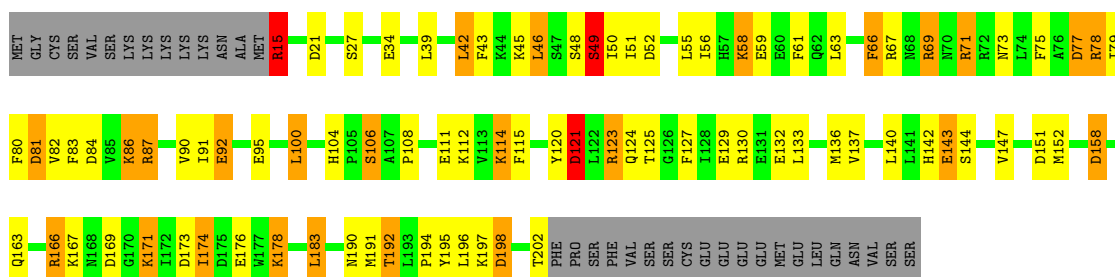 MET GLY CYS SER VAL SER LYS LYS LYS LYS LYS ASN ALA MET R15 D21 S27 E34 L39 L42 F43 K44 K45 L46 S47 S48 S49 I50 I51 D52 L55 I56 H57 K58 E59 E60 F61 Q62 L63 F66 R67 N68 R69 N70 R71 R72 N73 L74 F75 A76 D77 R78
F80 D81 V82 F83 D84 V85 K86 R87 V90 I91 E92 E95 L100 H104 P105 S106 A107 P108 E111 K112 V113 K114 F115 Y120 D121 L122 R123 Q124 T125 G126 F127 I128 E129 R130 E131 E132 L133 M136 V137 L140 L141 H142 E143 S144 V147 D151 M152 D158
Q163 R166 K167 N168 D169 G170 K171 I172 D173 I174 D175 E176 W177 K178 L183 N190 M191 T192 L193 P194 Y195 L196 K197 D198 T202 PHE PRO SER PHE VAL SER SER CYS GLU GLU GLU GLU MET GLU LEU GLN ASN VAL SER SER